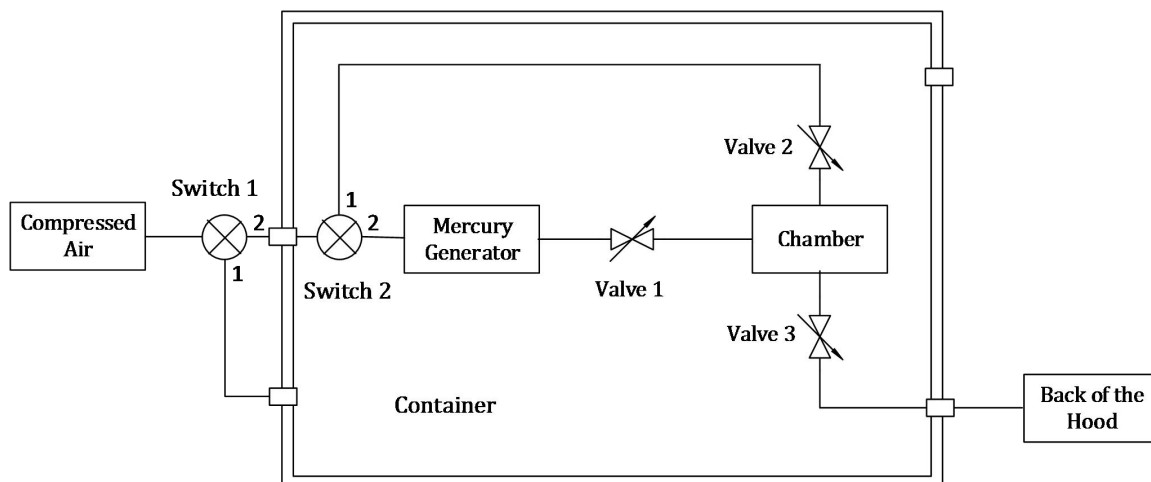 Valve 2
Switch 1
Compressed
Air
2
1
1
2
Switch 2
Mercury
Generator
Valve 1
Chamber
Valve 3
Container
Back of the
Hood